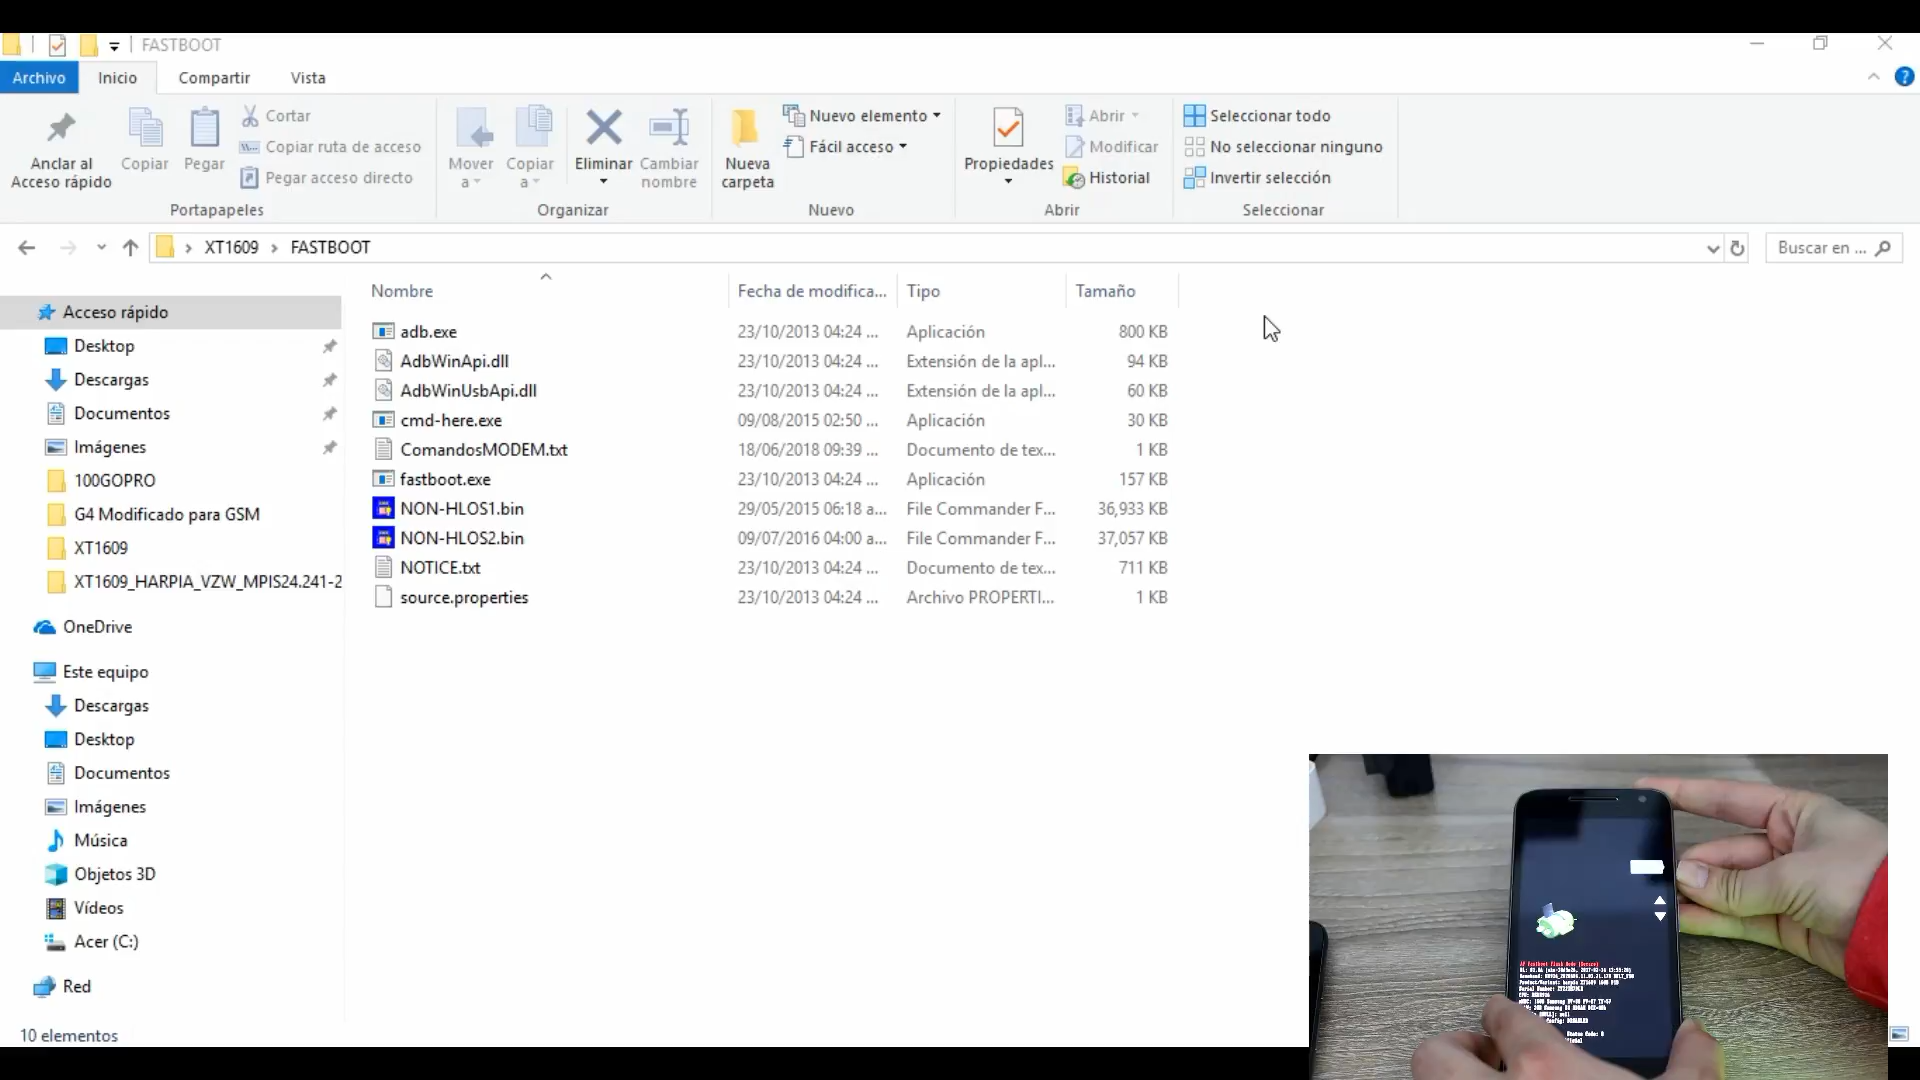 FASTBOOT
Archivo Inicio Compartir Vista
Anclar al Acceso rápido
Copiar
Pegar
Cortar
Copiar ruta de acceso
Pegar acceso directo
Portapapeles
Mover a
Copiar a
Eliminar
Cambiar nombre
Organizar
Nueva carpeta
Nuevo elemento
Fácil acceso
Nuevo
Propiedades
Abrir
Modificar
Historial
Abrir
Seleccionar todo
No seleccionar ninguno
Invertir selección
Seleccionar
XT1609 > FASTBOOT
Buscar en ...
Acceso rápido
Desktop
Descargas
Documentos
Imágenes
100GOPRO
G4 Modificado para GSM
XT1609
XT1609_HARPIA_VZW_MPIS24.241-2
OneDrive
Este equipo
Descargas
Desktop
Documentos
Imágenes
Música
Objetos 3D
Vídeos
Acer (C:)
Red
Nombre Fecha de modifica... Tipo Tamaño
adb.exe 23/10/2013 04:24 ... Aplicación 800 KB
AdbWinApi.dll 23/10/2013 04:24 ... Extensión de la apl... 94 KB
AdbWinUsbApi.dll 23/10/2013 04:24 ... Extensión de la apl... 60 KB
cmd-here.exe 09/08/2015 02:50 ... Aplicación 30 KB
ComandosMODEM.txt 18/06/2018 09:39 ... Documento de tex... 1 KB
fastboot.exe 23/10/2013 04:24 ... Aplicación 157 KB
NON-HLOS1.bin 29/05/2015 06:18 a... File Commander F... 36,933 KB
NON-HLOS2.bin 09/07/2016 04:00 a... File Commander F... 37,057 KB
NOTICE.txt 23/10/2013 04:24 ... Documento de tex... 711 KB
source.properties 23/10/2013 04:24 ... Archivo PROPERTI... 1 KB
10 elementos
AP Fastboot Flash Mode (Secure)